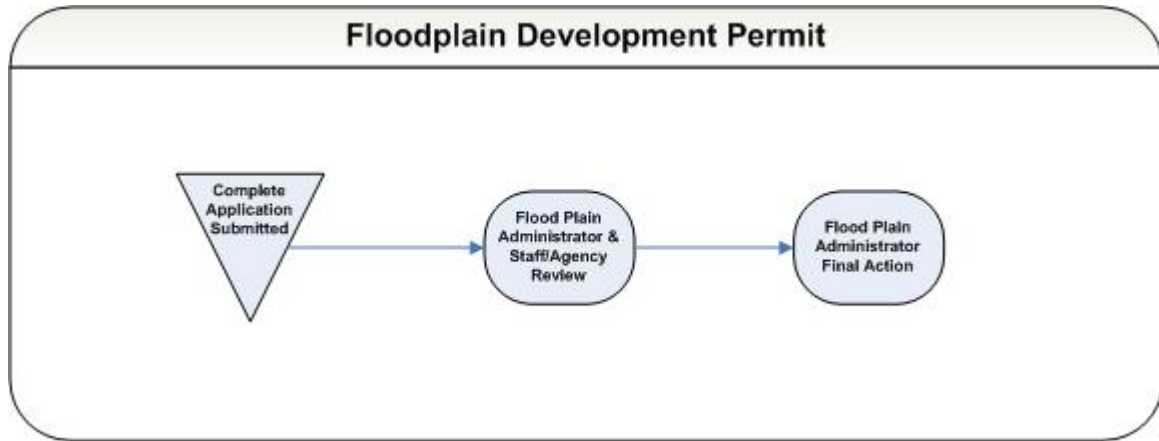 Floodplain Development Permit
Complete
Application
Submitted
Flood Plain
Administrator &
Staff/Agency
Review
Flood Plain
Administrator
Final Action